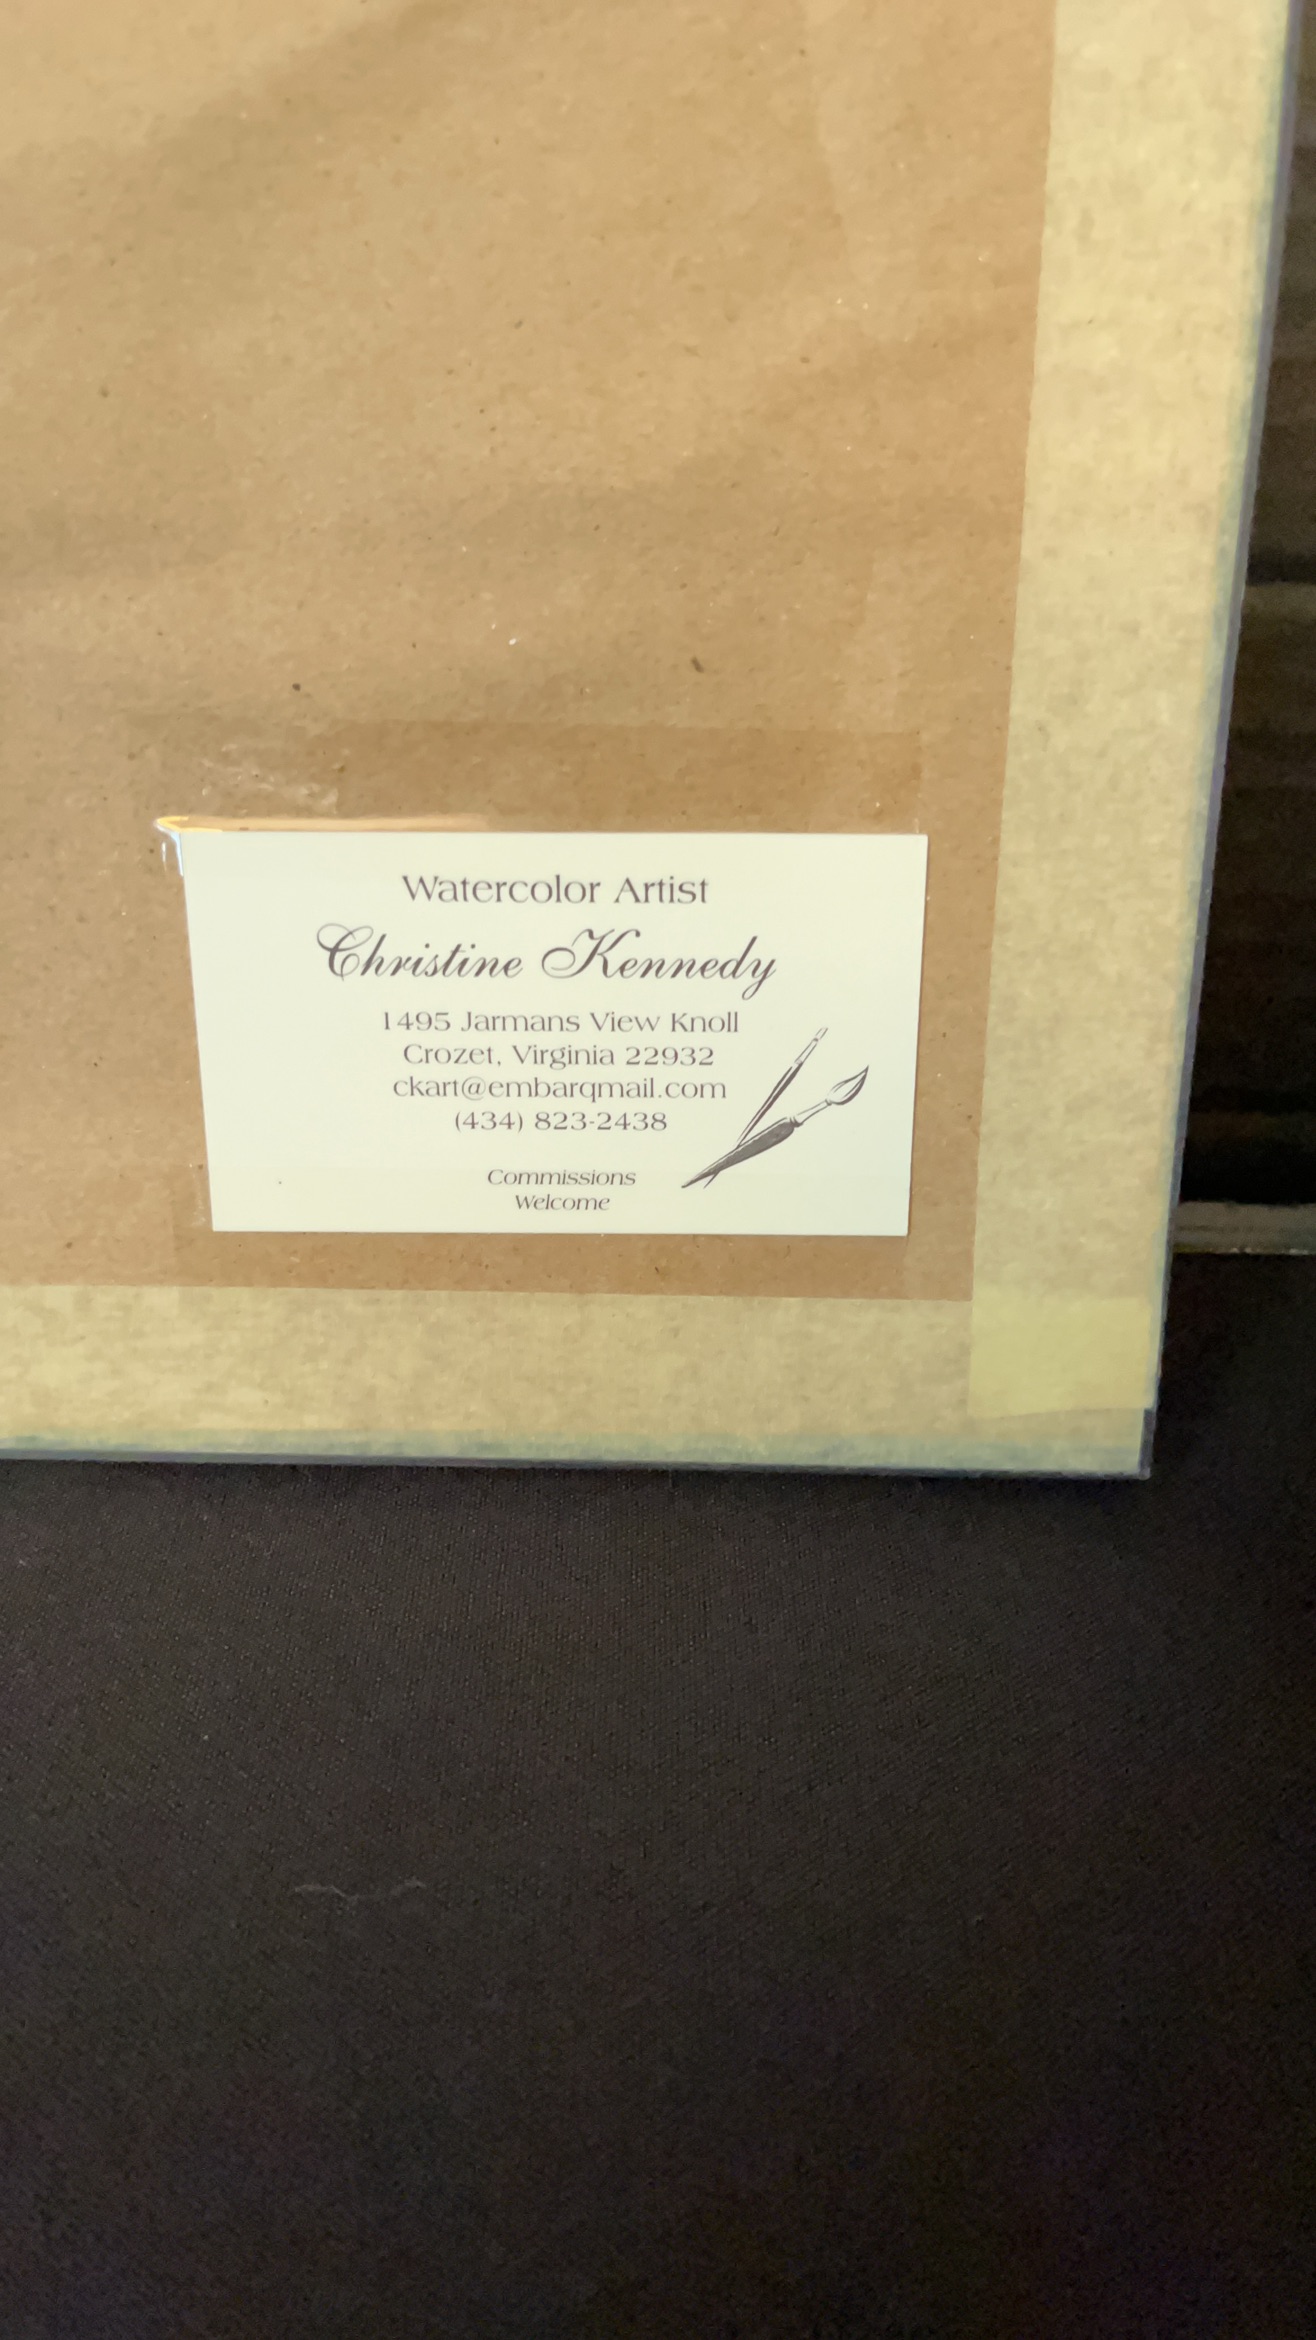 Watercolor Artist
Christine Kennedy
1495 Jarmans View Knoll
Crozet, Virginia 22932
ckart@embarqmail.com
(434) 823-2438
Commissions
Welcome